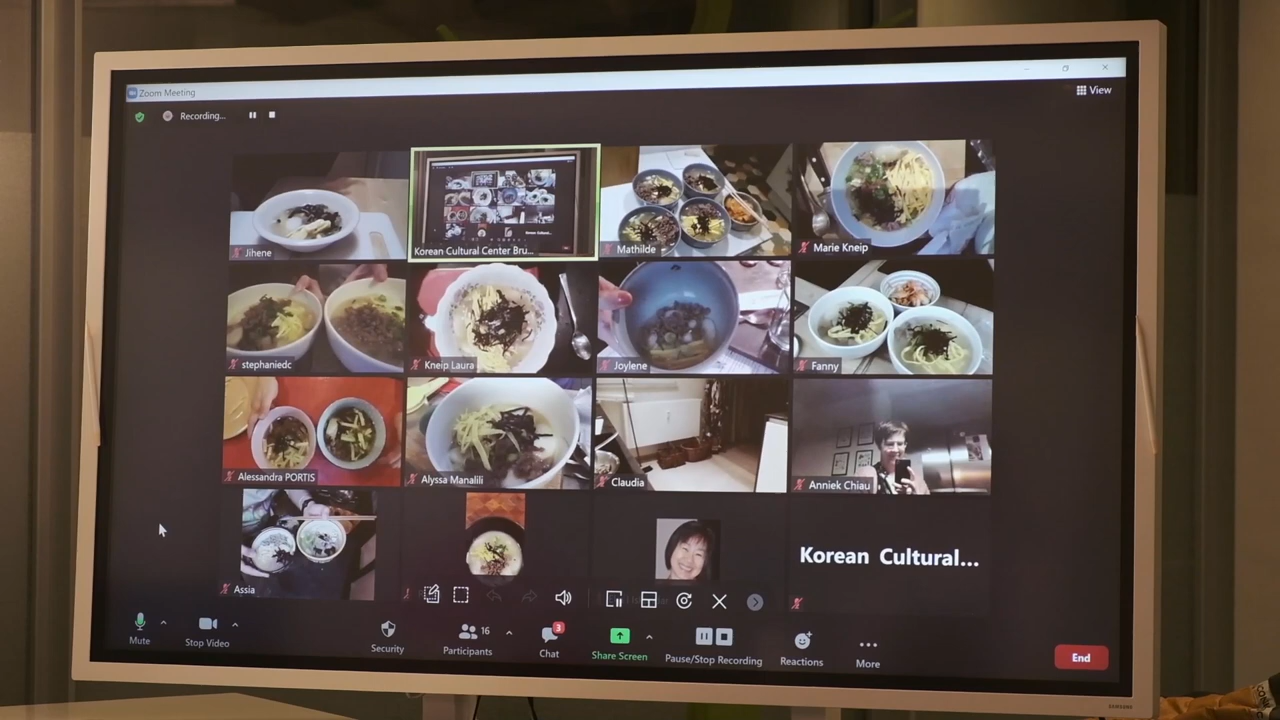 Zoom Meeting
View
Recording...
Jihene
Korean Cultural Center Bru...
Mathilde
Marie Kneip
stephaniedc
Kneip Laura
Joylene
Fanny
Alessandra PORTIS
Alyssa Manalili
Claudia
Anniek Chiau
Assia
Korean Cultural...
Mute
Stop Video
Security
Participants
16
Chat
3
Share Screen
Pause/Stop Recording
Reactions
More
End
SAMSUNG